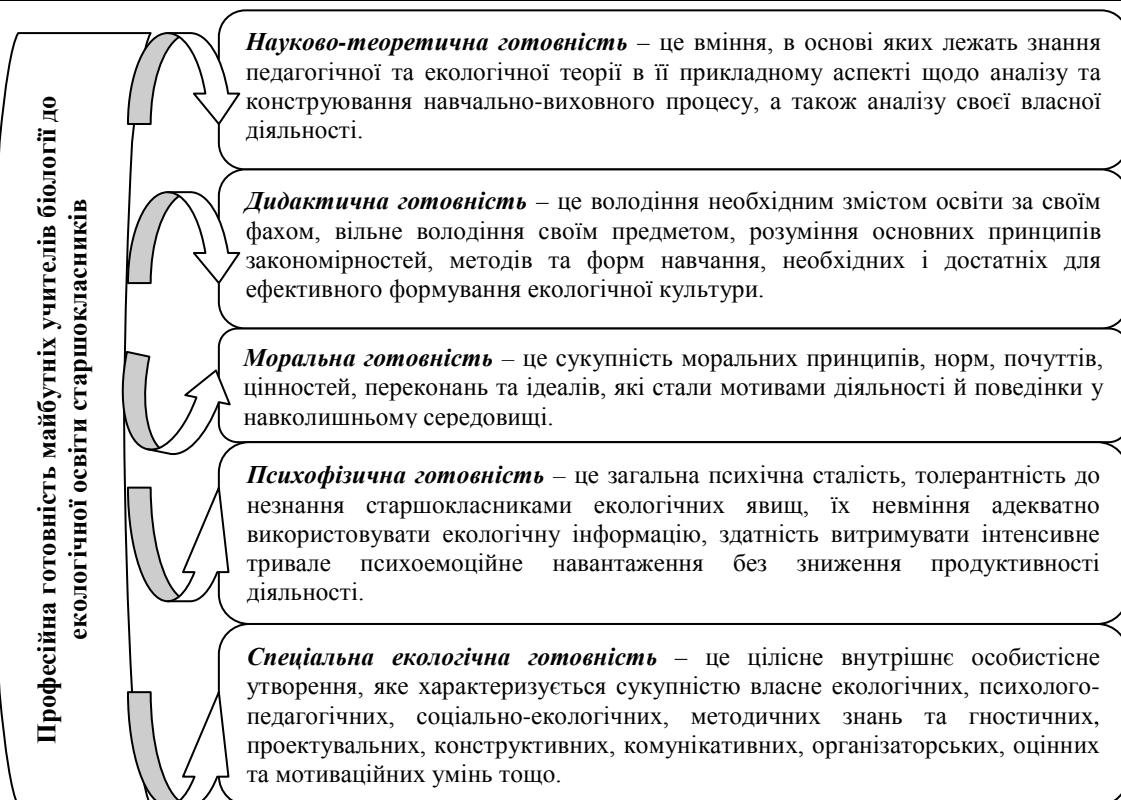 Професійна готовність майбутніх учителів біології до
екологічної освіти старшокласників
Науково-теоретична готовність – це вміння, в основі яких лежать знання
педагогічної та екологічної теорії в її прикладному аспекті щодо аналізу та
конструювання навчально-виховного процесу, а також аналізу своєї власної
діяльності.
Дидактична готовність – це володіння необхідним змістом освіти за своїм
фахом, вільне володіння своїм предметом, розуміння основних принципів
закономірностей, методів та форм навчання, необхідних і достатніх для
ефективного формування екологічної культури.
Моральна готовність – це сукупність моральних принципів, норм, почуттів,
цінностей, переконань та ідеалів, які стали мотивами діяльності й поведінки у
навколишньому середовищі.
Психофізична готовність – це загальна психічна сталість, толерантність до
незнання старшокласниками екологічних явищ, їх невміння адекватно
використовувати екологічну інформацію, здатність витримувати інтенсивне
тривале психоемоційне навантаження без зниження продуктивності
діяльності.
Спеціальна екологічна готовність – це цілісне внутрішнє особистісне
утворення, яке характеризується сукупністю власне екологічних, психолого-
педагогічних, соціально-екологічних, методичних знань та гностичних,
проектувальних, конструктивних, комунікативних, організаторських, оцінних
та мотиваційних умінь тощо.